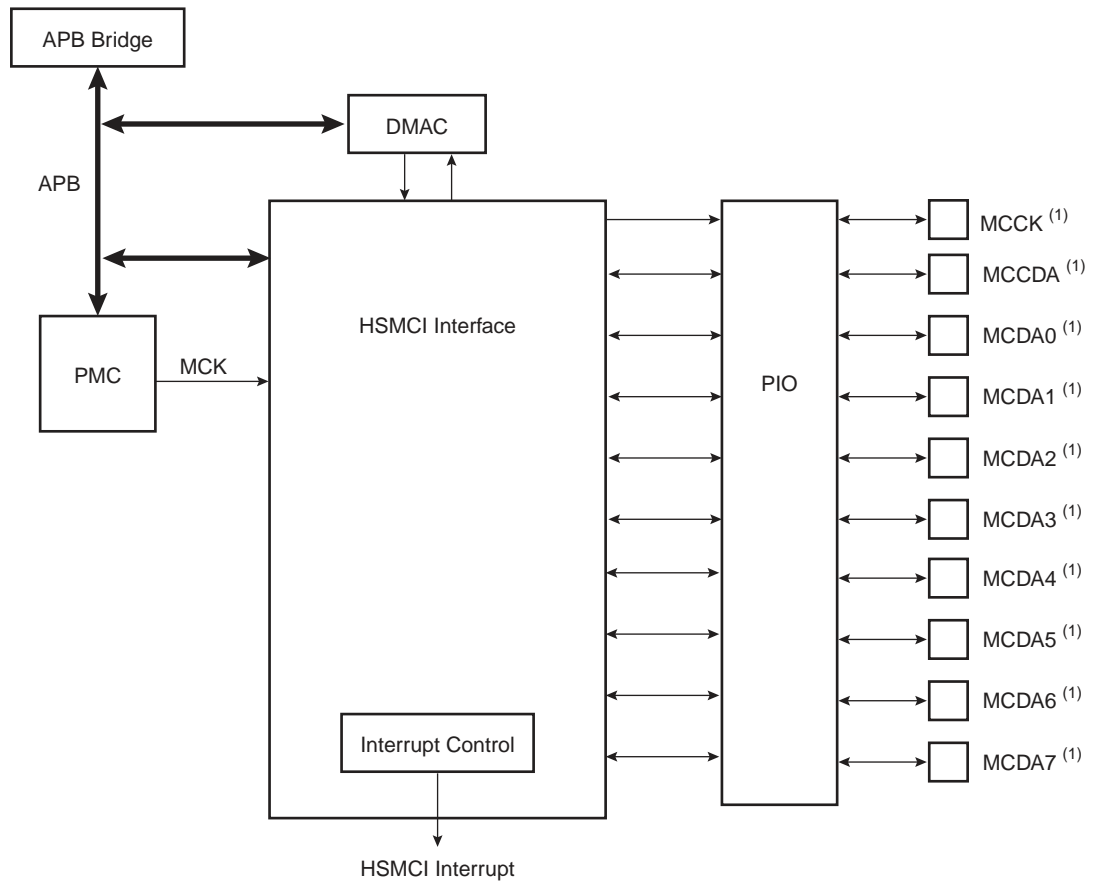 APB Bridge
DMAC
APB
MCCK (1)
MCCDA (1)
HSMCI Interface
MCDA0 (1)
PMC
MCK
PIO
MCDA1 (1)
MCDA2 (1)
MCDA3 (1)
MCDA4 (1)
MCDA5 (1)
MCDA6 (1)
Interrupt Control
MCDA7 (1)
HSMCI Interrupt